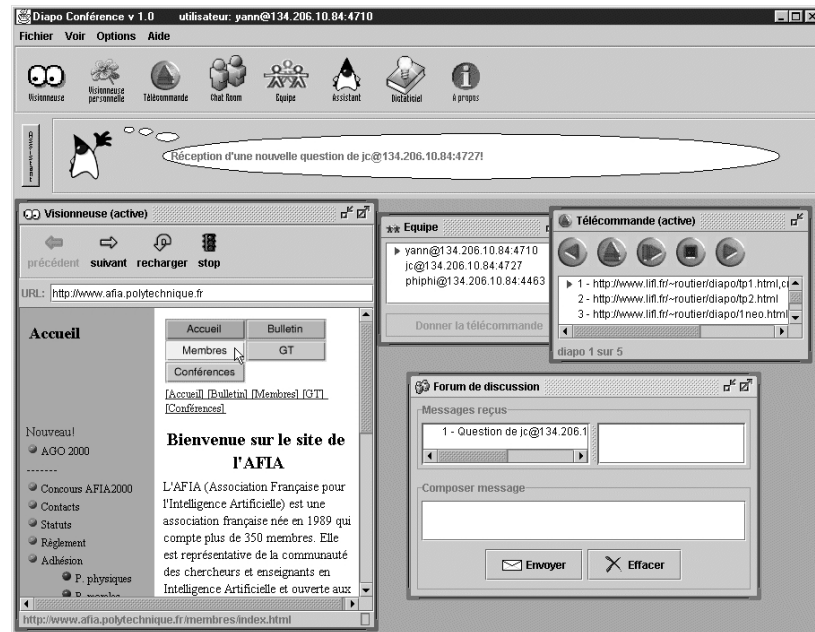 Diapo Conférence v 1.0 utilisateur: yann@134.206.10.84:4710
Fichier Voir Options Aide
Visionneuse
Visionneuse personnelle
Télécommande
Chat Room
Equipe
Assistant
Dictaticiel
A propos
Réception d'une nouvelle question de jc@134.206.10.84:4727!
Visionneuse (active)
précédent suivant recharger stop
URL: http://www.afia.polytechnique.fr
Accueil
Accueil Bulletin
Membres GT
Conférences
[Accueil] [Bulletin] [Membres] [GT]
[Conférences]
Nouveau!
AGO 2000
-------
Concours AFIA2000
Contacts
Statuts
Règlement
Adhésion
P. physiques
Bienvenue sur le site de
l'AFIA
L'AFIA (Association Française pour
l'Intelligence Artificielle) est une
association française née en 1989 qui
compte plus de 350 membres. Elle
est représentative de la communauté
des chercheurs et enseignants en
Intelligence Artificielle et ouverte aux
http://www.afia.polytechnique.fr/membres/index.html
Equipe
yann@134.206.10.84:4710
jc@134.206.10.84:4727
phiphi@134.206.10.84:4463
Donner la télécommande
Télécommande (active)
1 - http://www.lifl.fr/~routier/diapo/tp1.html,ci
2 - http://www.lifl.fr/~routier/diapo/tp2.html
3 - http://www.lifl.fr/~routier/diapo/1neo.html
diapo 1 sur 5
Forum de discussion
Messages reçus
1 - Question de jc@134.206.1
Composer message
Envoyer Effacer